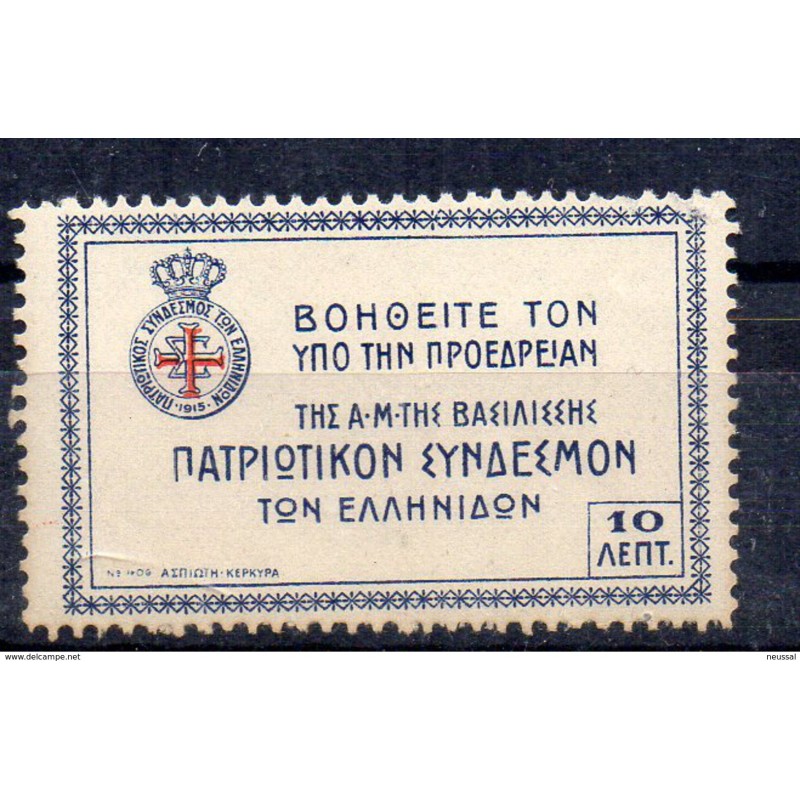 ΠΑΤΡΙΩΤΙΚΟΣ ΣΥΝΔΕΣΜΟΣ ΤΩΝ ΕΛΛΗΝΙΔΩΝ
·1915·
ΒΟΗΘΕΙΤΕ ΤΟΝ
ΥΠΟ ΤΗΝ ΠΡΟΕΔΡΕΙΑΝ
ΤΗΣ Α·Μ·ΤΗΣ ΒΑΣΙΛΙΣΣΗΣ
ΠΑΤΡΙΩΤΙΚΟΝ ΣΥΝΔΕΣΜΟΝ
ΤΩΝ ΕΛΛΗΝΙΔΩΝ
10
ΛΕΠΤ.
ΑΣΠΙΩΤΗ·ΚΕΡΚΥΡΑ
www.delcampe.net
neussal